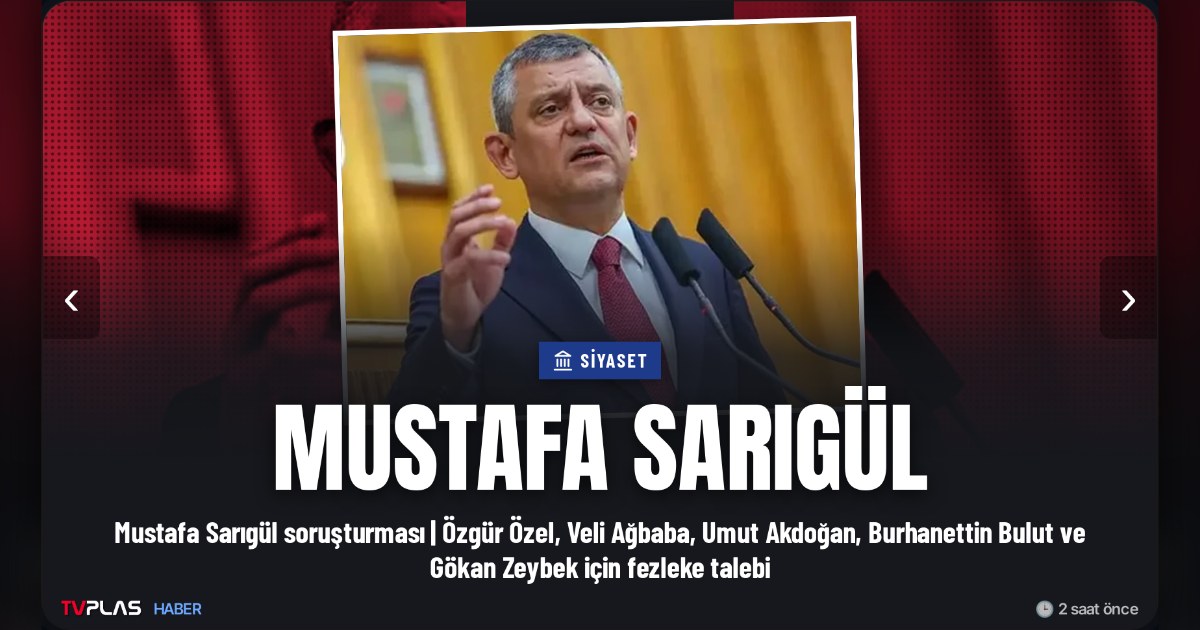 SİYASET
MUSTAFA SARIGÜL
Mustafa Sarıgül soruşturması | Özgür Özel, Veli Ağbaba, Umut Akdoğan, Burhanettin Bulut ve
Gökan Zeybek için fezleke talebi
TVPLAS HABER
2 saat önce